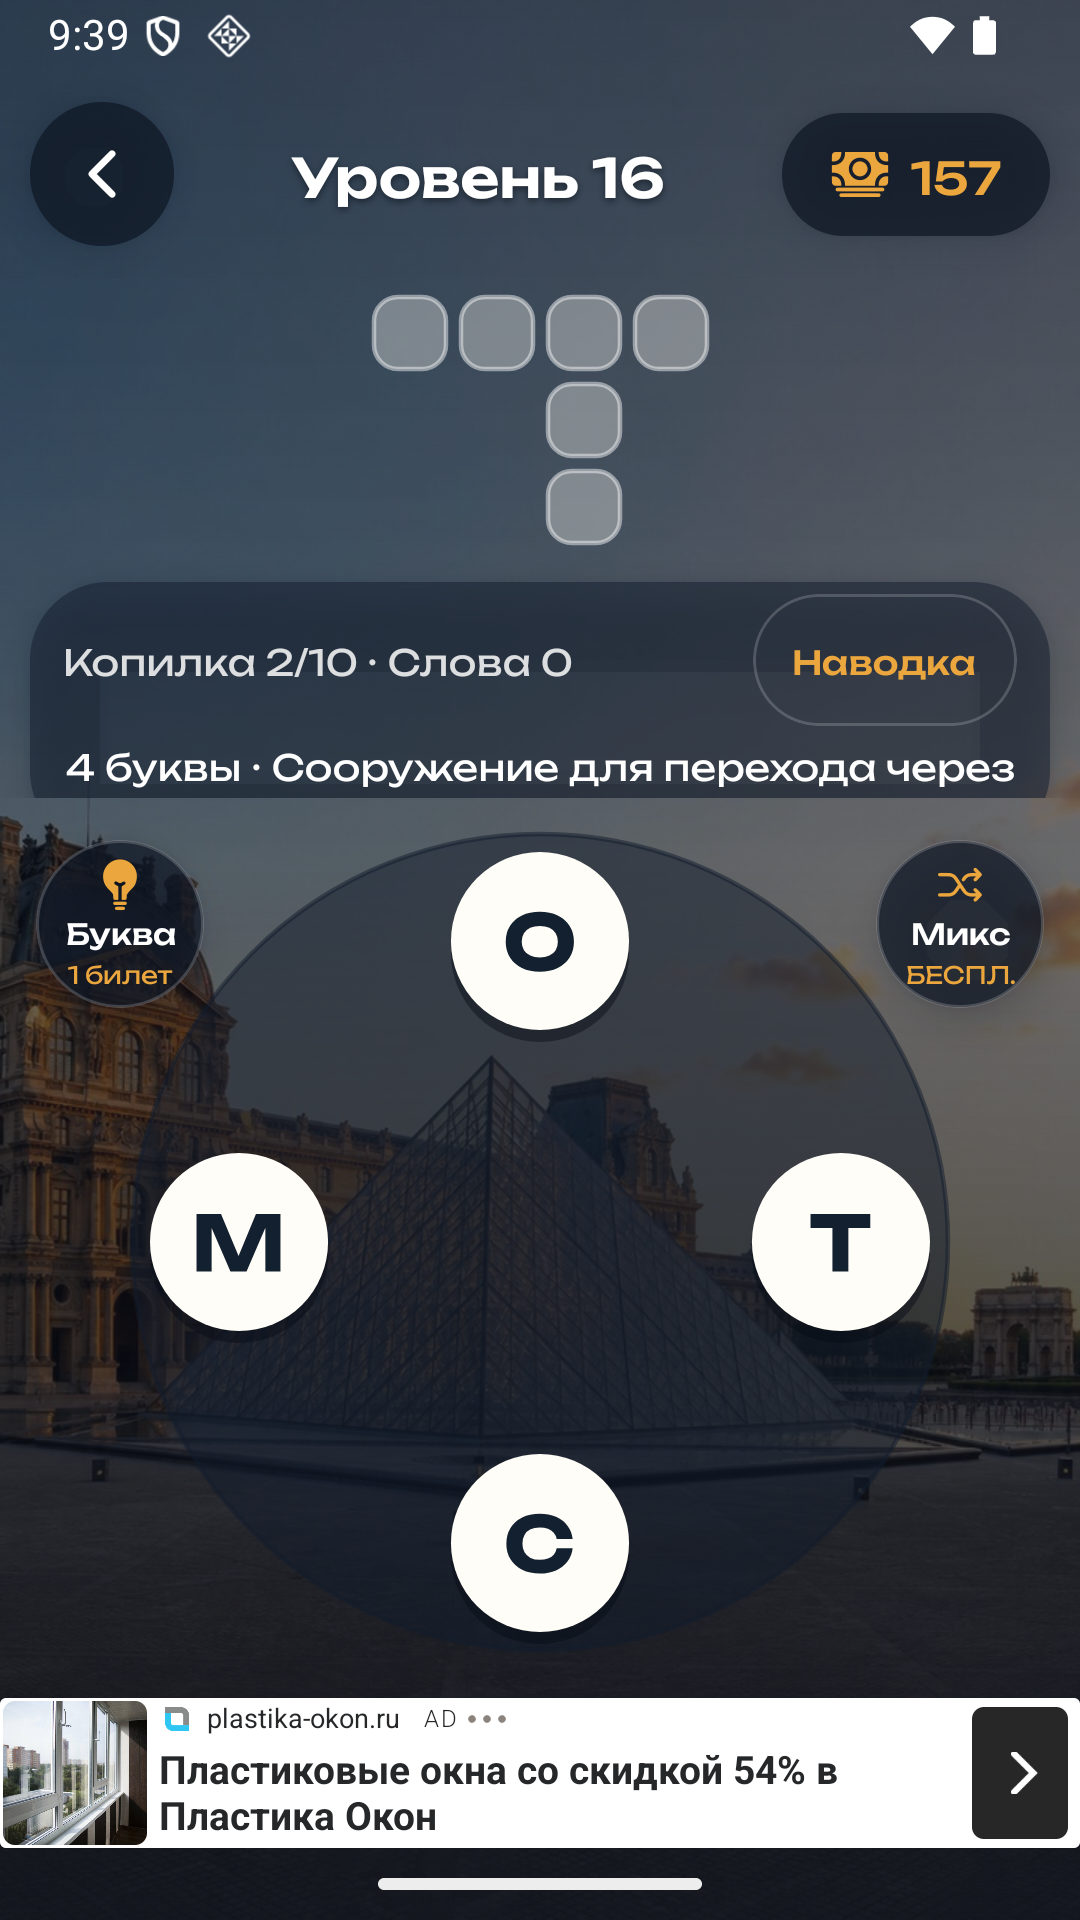 9:39
Уровень 16
157
Копилка 2/10 · Слова 0
Наводка
4 буквы · Сооружение для перехода через
Буква
1 билет
Микс
БЕСПЛ.
О
М
Т
С
plastika-okon.ru AD
Пластиковые окна со скидкой 54% в
Пластика Окон